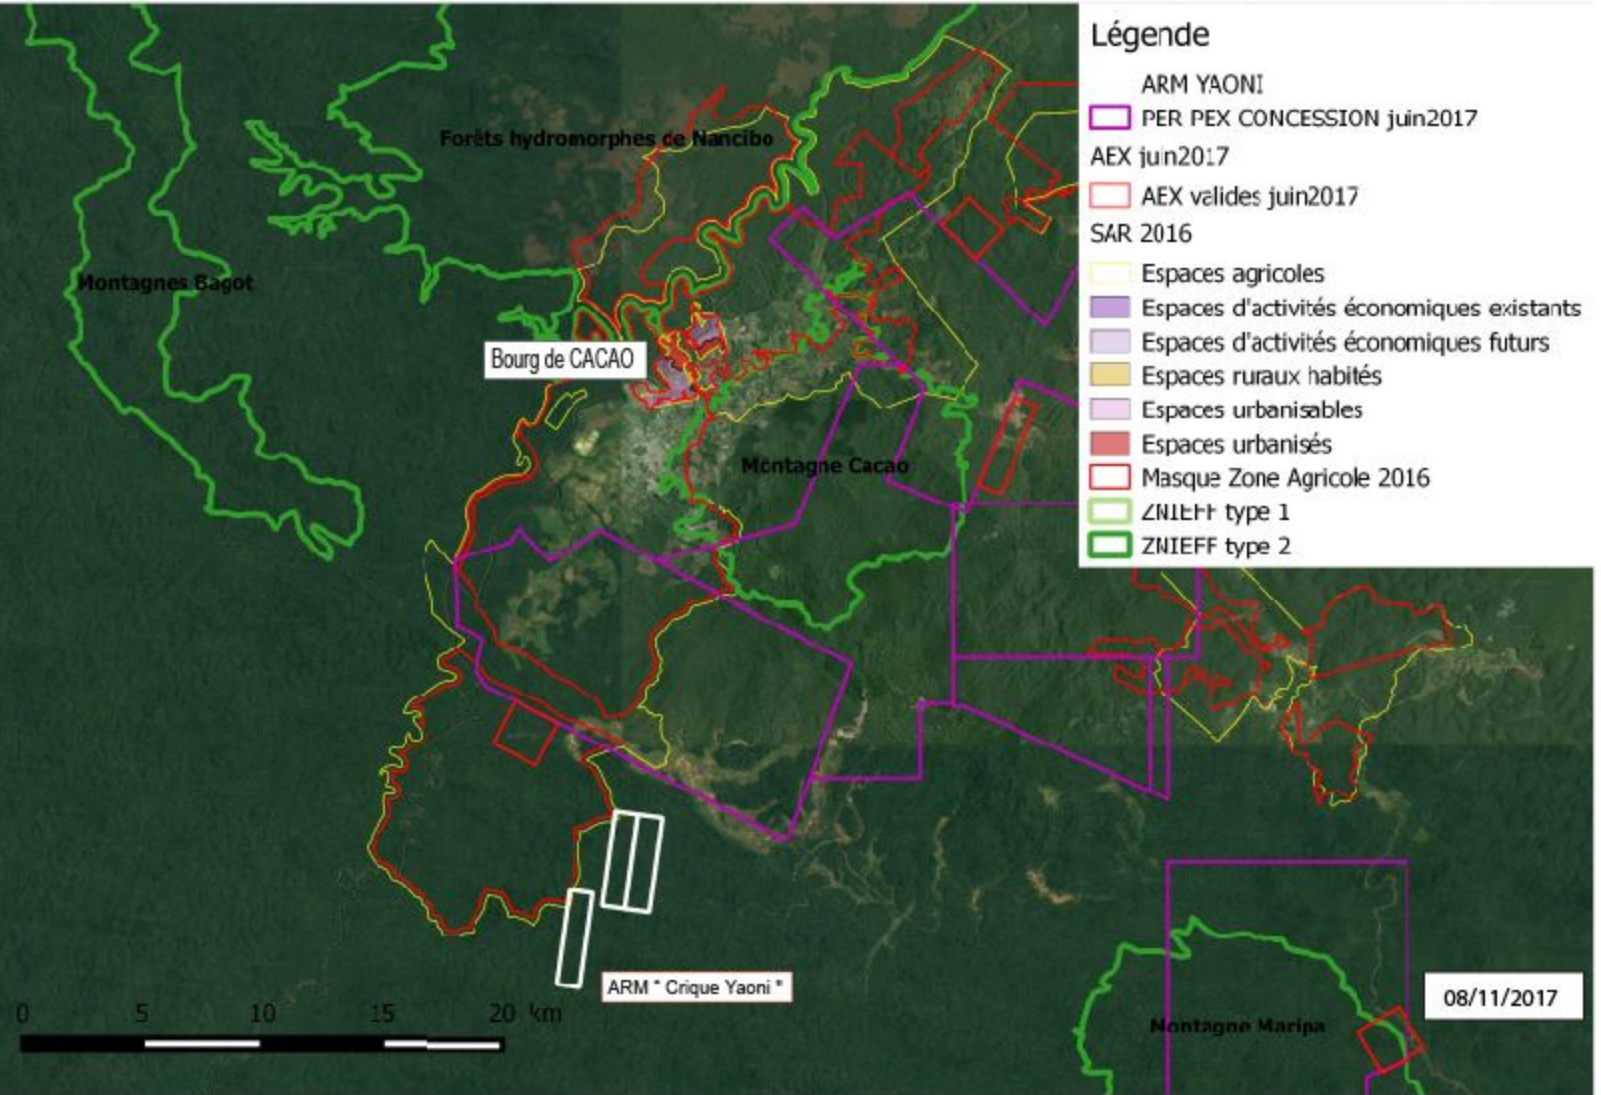 Légende
ARM YAONI
PER PEX CONCESSION juin2017
AEX juin2017
AEX valides juin2017
SAR 2016
Espaces agricoles
Espaces d'activités économiques existants
Espaces d'activités économiques futurs
Espaces ruraux habités
Espaces urbanisables
Espaces urbanisés
Masque Zone Agricole 2016
ZNIEFF type 1
ZNIEFF type 2
Forêts hydromorphes de Nancibo
Montagnes Bagot
Bourg de CACAO
Montagne Cacao
ARM " Crique Yaoni "
08/11/2017
Montagne Maripa
0 5 10 15 20 km